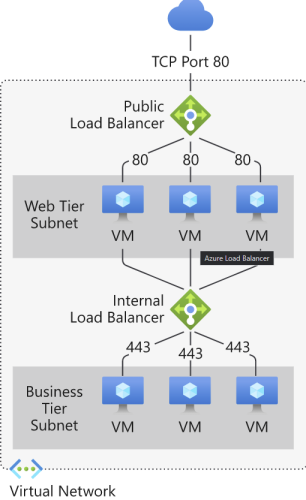 TCP Port 80
Public
Load Balancer
80 80 80
Web Tier
Subnet
VM VM VM
Azure Load Balancer
Internal
Load Balancer
443 443 443
Business
Tier
Subnet
VM VM VM
Virtual Network